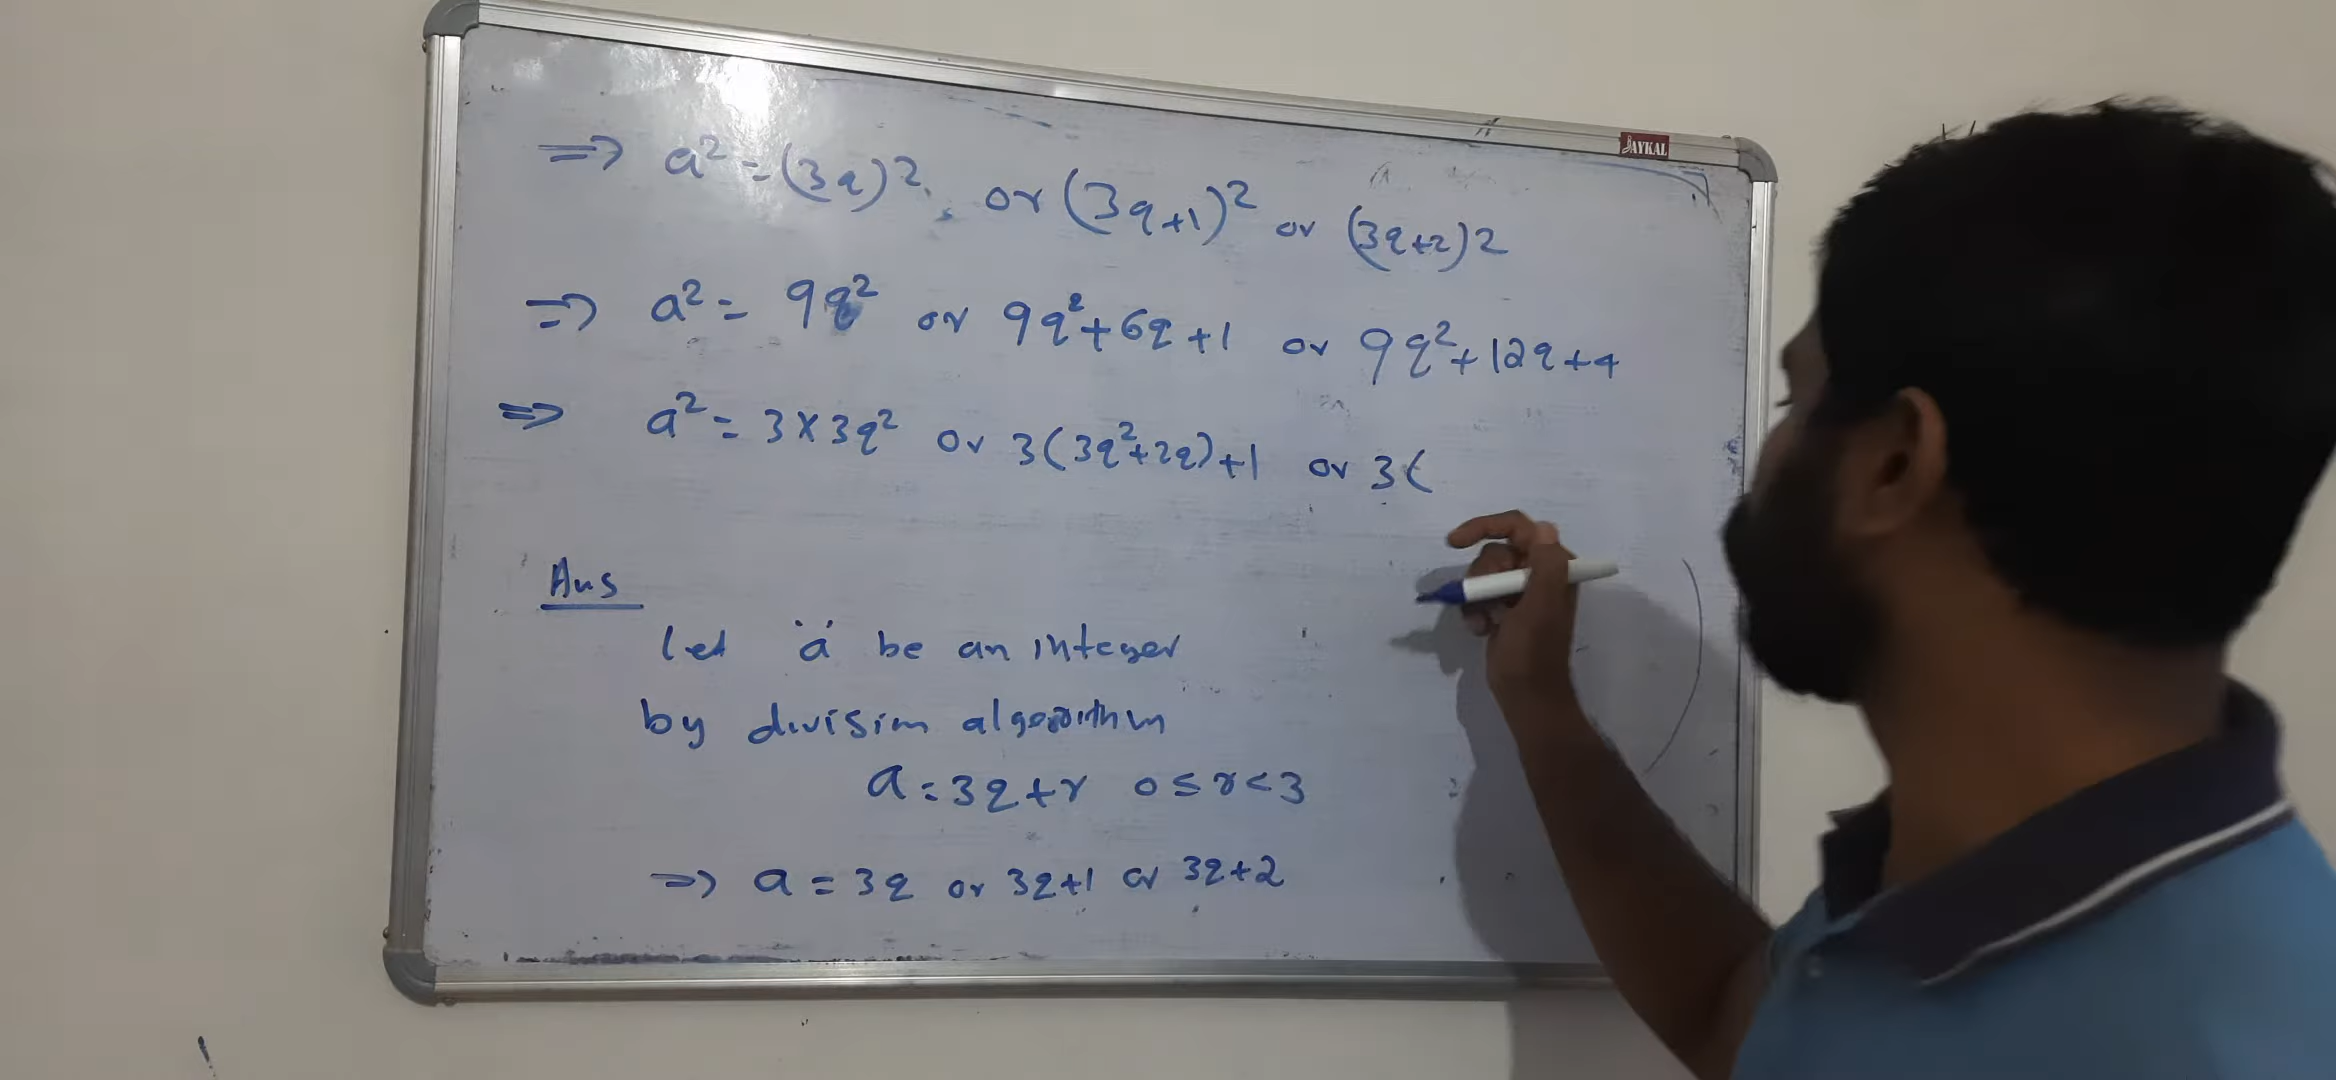 JAYKAL
=> a² = (3q)², or (3q+1)² or (3q+2)2
=> a² = 9q² or 9q²+6q+1 or 9q²+12q+4
=> a² = 3×3q² or 3(3q²+2q)+1 or 3(
Ans
Let 'a' be an integer
by division algorithm
a = 3q+r 0≤r<3
=> a = 3q or 3q+1 or 3q+2